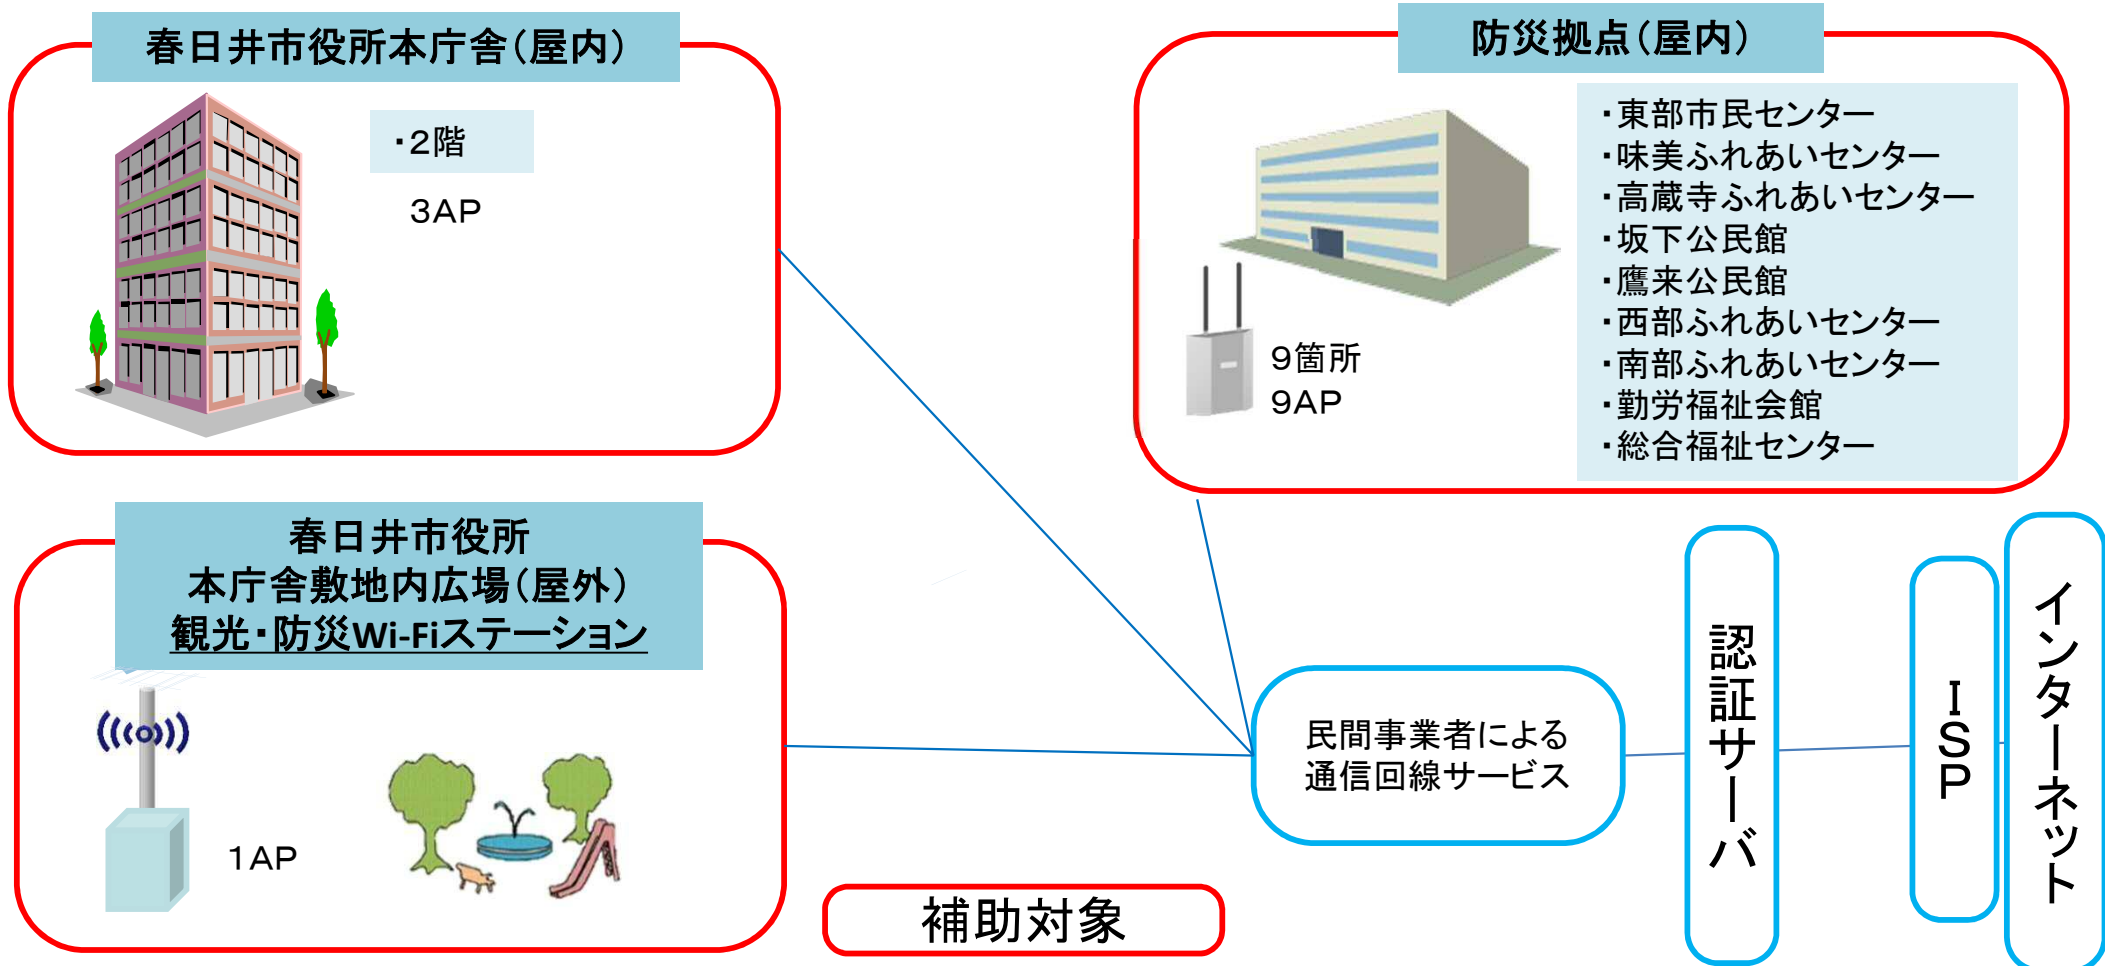 春日井市役所本庁舎(屋内)
・2階
3AP
防災拠点(屋内)
・東部市民センター
・味美ふれあいセンター
・高蔵寺ふれあいセンター
・坂下公民館
・鷹来公民館
・西部ふれあいセンター
・南部ふれあいセンター
・勤労福祉会館
・総合福祉センター
9箇所
9AP
春日井市役所
本庁舎敷地内広場(屋外)
観光・防災Wi-Fiステーション
1AP
民間事業者による
通信回線サービス
認証サーバ
ISP
インターネット
補助対象